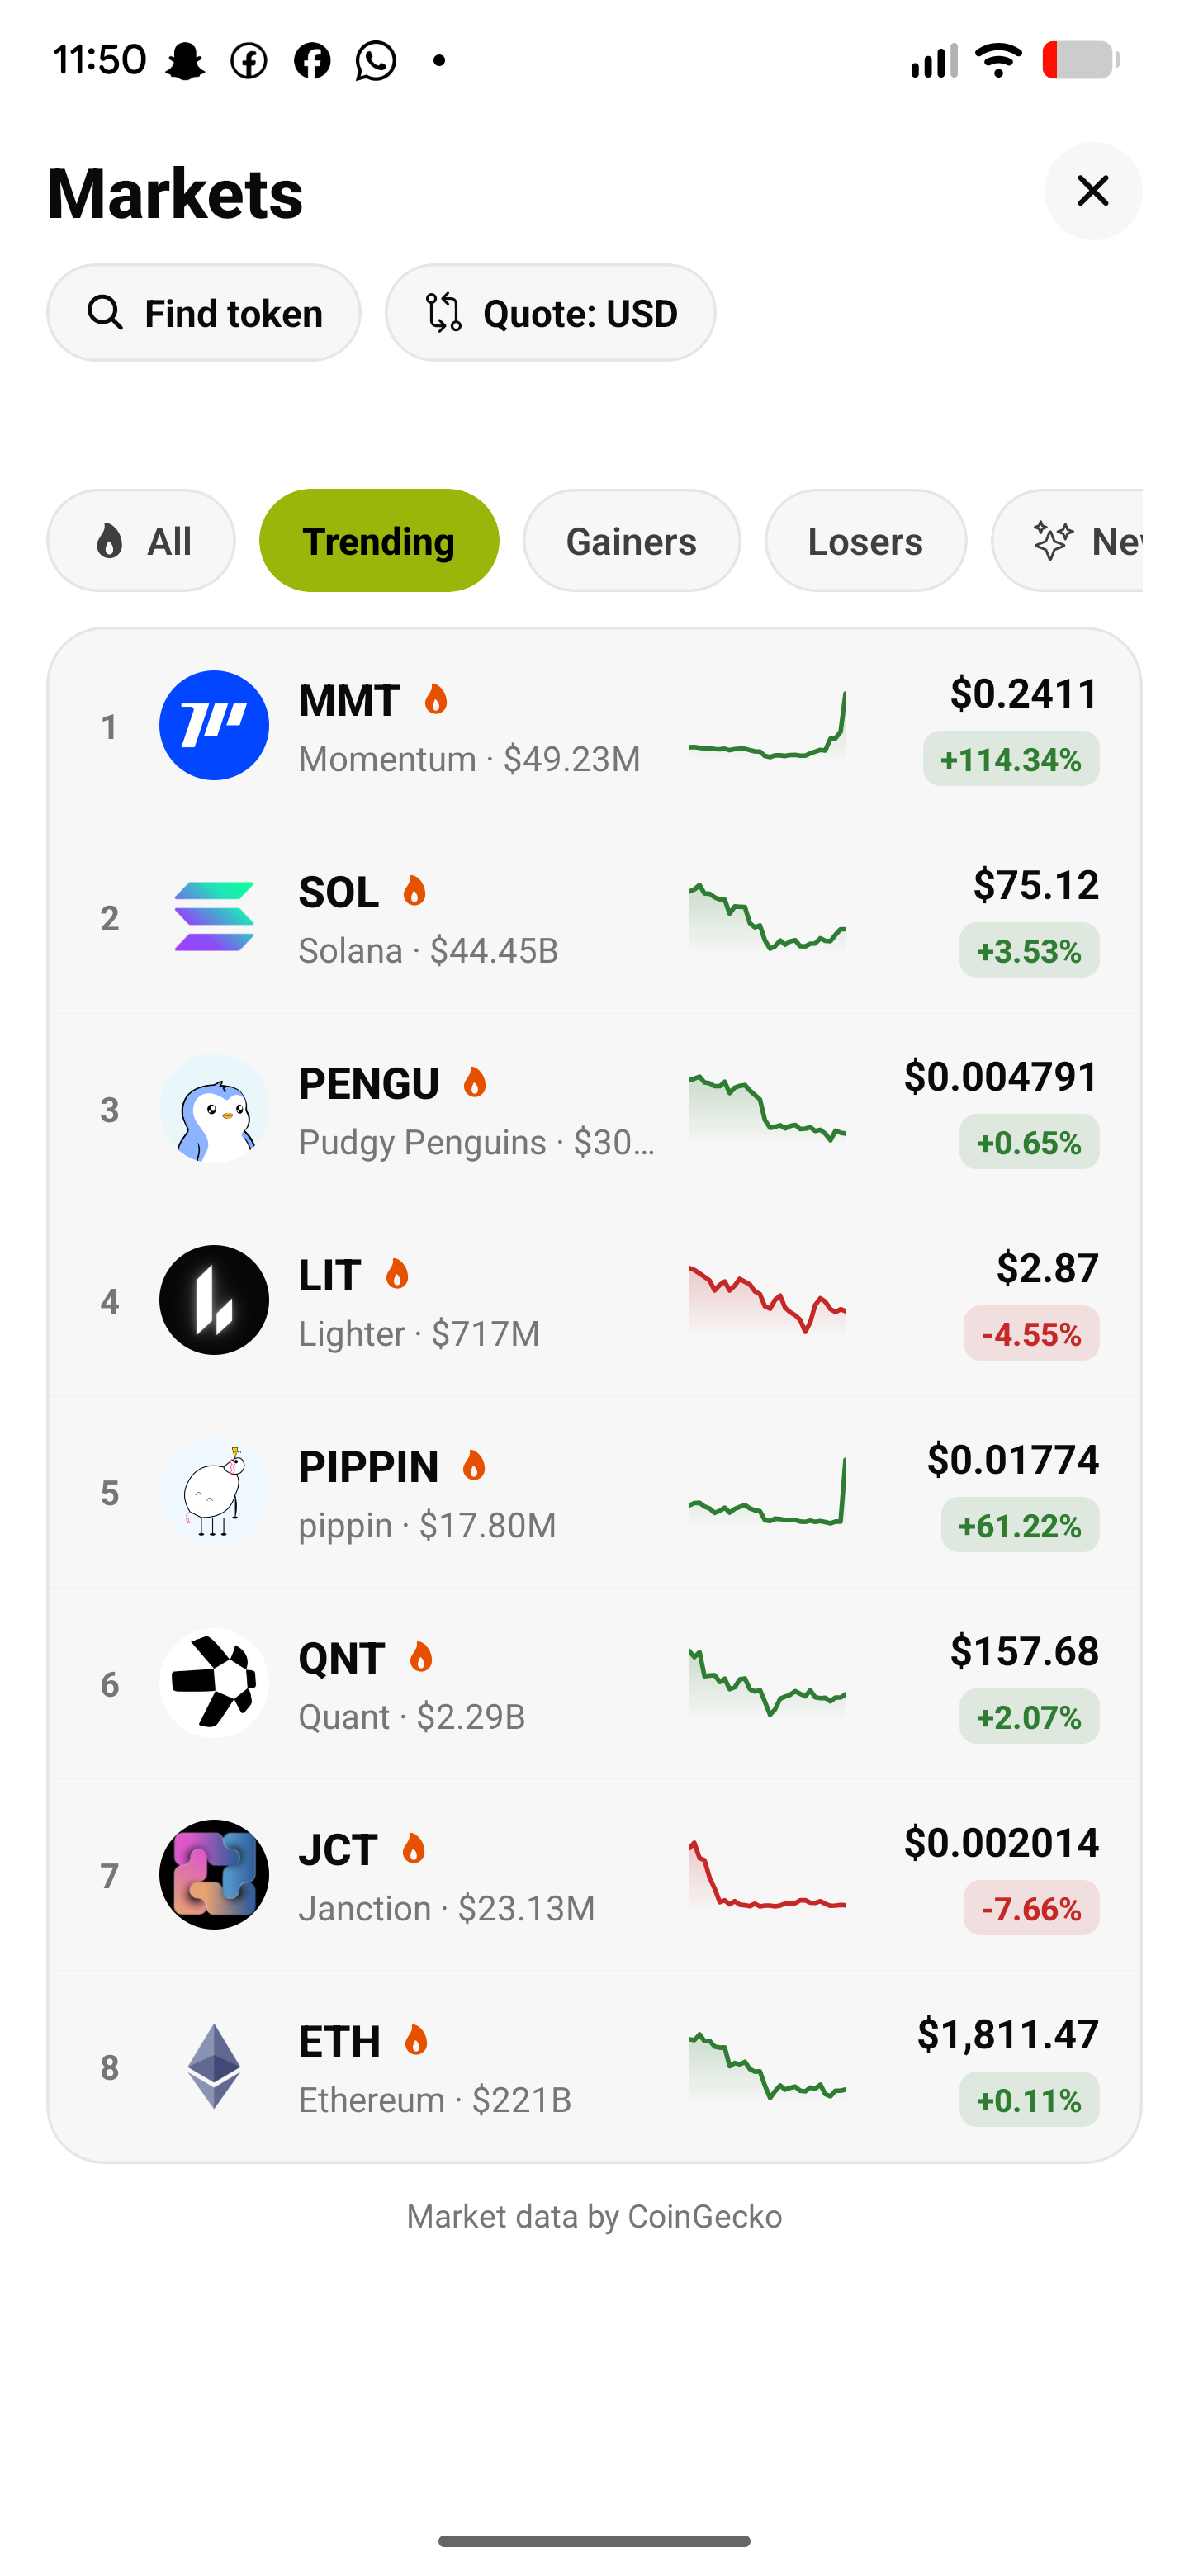 11:50
Markets
Find token
Quote: USD
All
Trending
Gainers
Losers
1
MMT
Momentum · $49.23M
$0.2411
+114.34%
2
SOL
Solana · $44.45B
$75.12
+3.53%
3
PENGU
Pudgy Penguins · $30...
$0.004791
+0.65%
4
LIT
Lighter · $717M
$2.87
-4.55%
5
PIPPIN
pippin · $17.80M
$0.01774
+61.22%
6
QNT
Quant · $2.29B
$157.68
+2.07%
7
JCT
Janction · $23.13M
$0.002014
-7.66%
8
ETH
Ethereum · $221B
$1,811.47
+0.11%
Market data by CoinGecko